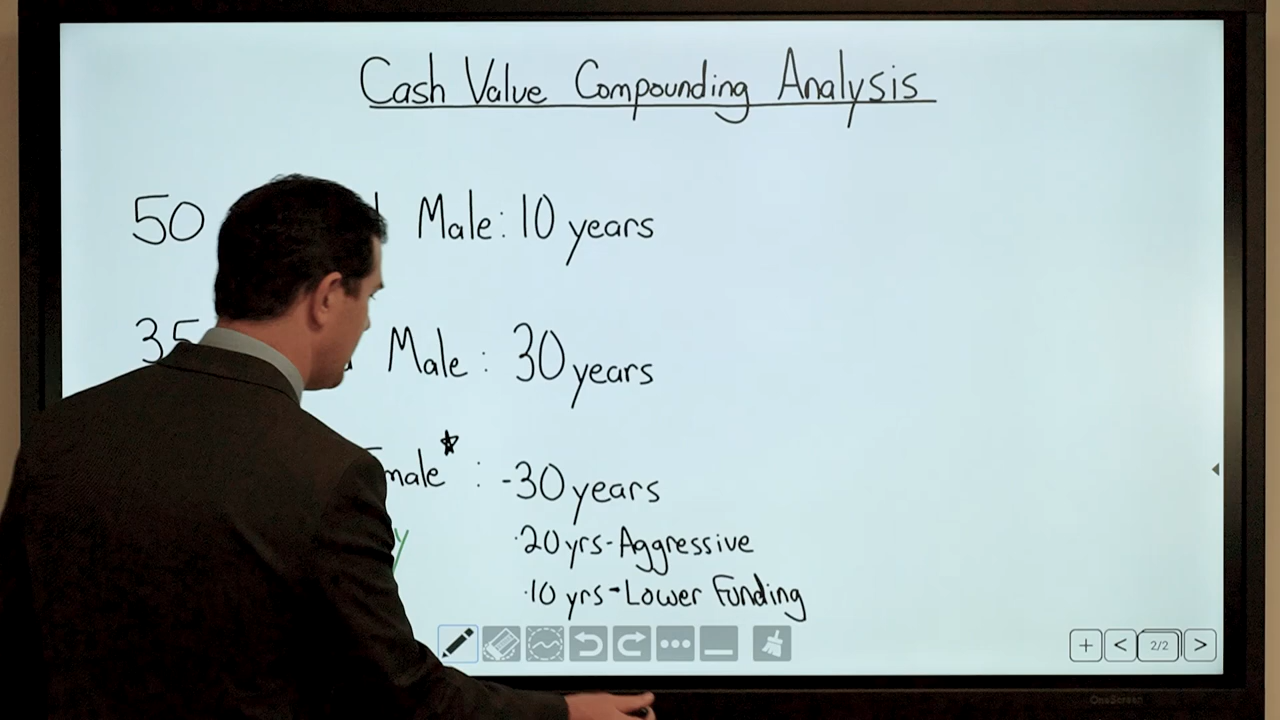 Cash Value Compounding Analysis
50 Male: 10 years
35 Male: 30 years
: -30 years
·20 yrs-Aggressive
·10 yrs-Lower Funding
2/2
OneScreen